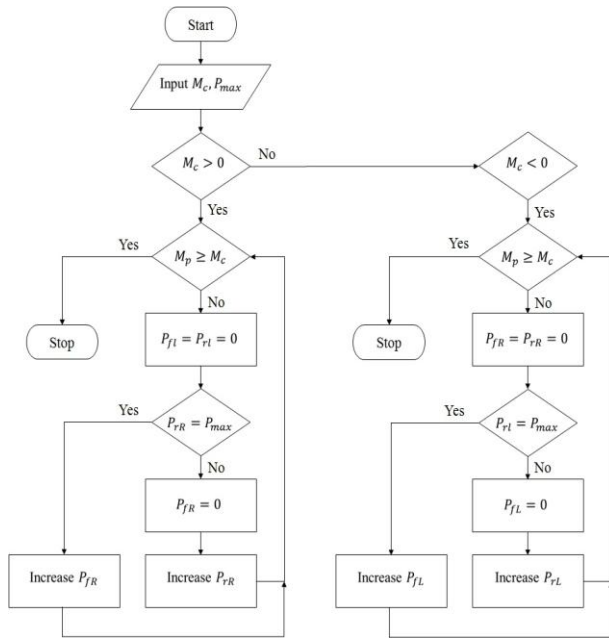 Start
Input M_c, P_max
M_c > 0
No
M_c < 0
Yes
Yes
Yes
M_p ≥ M_c
Yes
M_p ≥ M_c
No
No
Stop
P_fl = P_rl = 0
Stop
P_fR = P_rR = 0
Yes
P_rR = P_max
Yes
P_rl = P_max
No
No
P_fR = 0
P_fL = 0
Increase P_fR
Increase P_rR
Increase P_fL
Increase P_rL